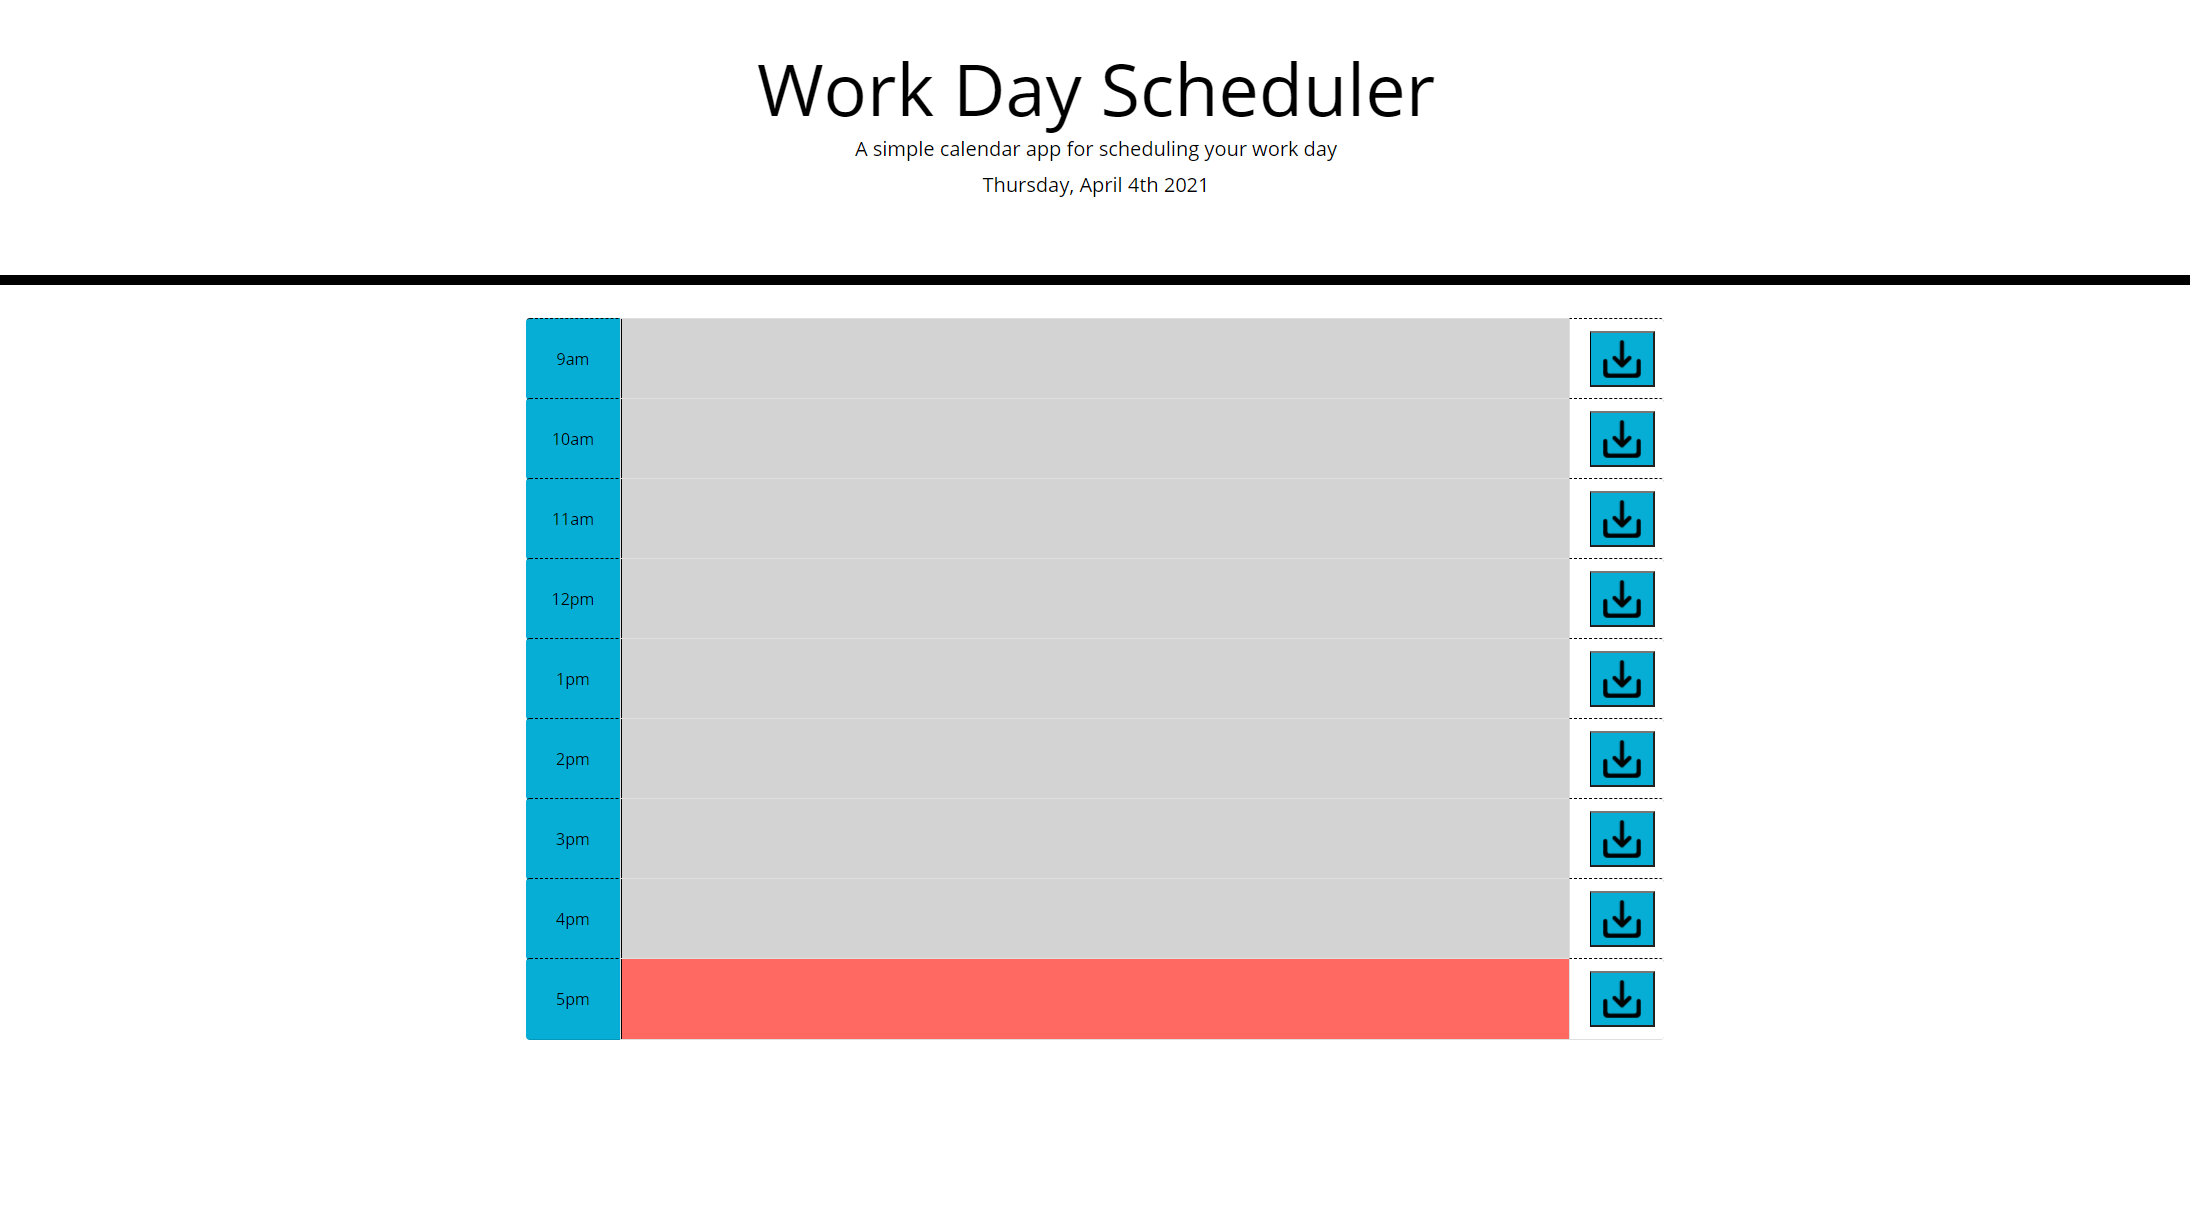 Work Day Scheduler
A simple calendar app for scheduling your work day
Thursday, April 4th 2021
9am
10am
11am
12pm
1pm
2pm
3pm
4pm
5pm